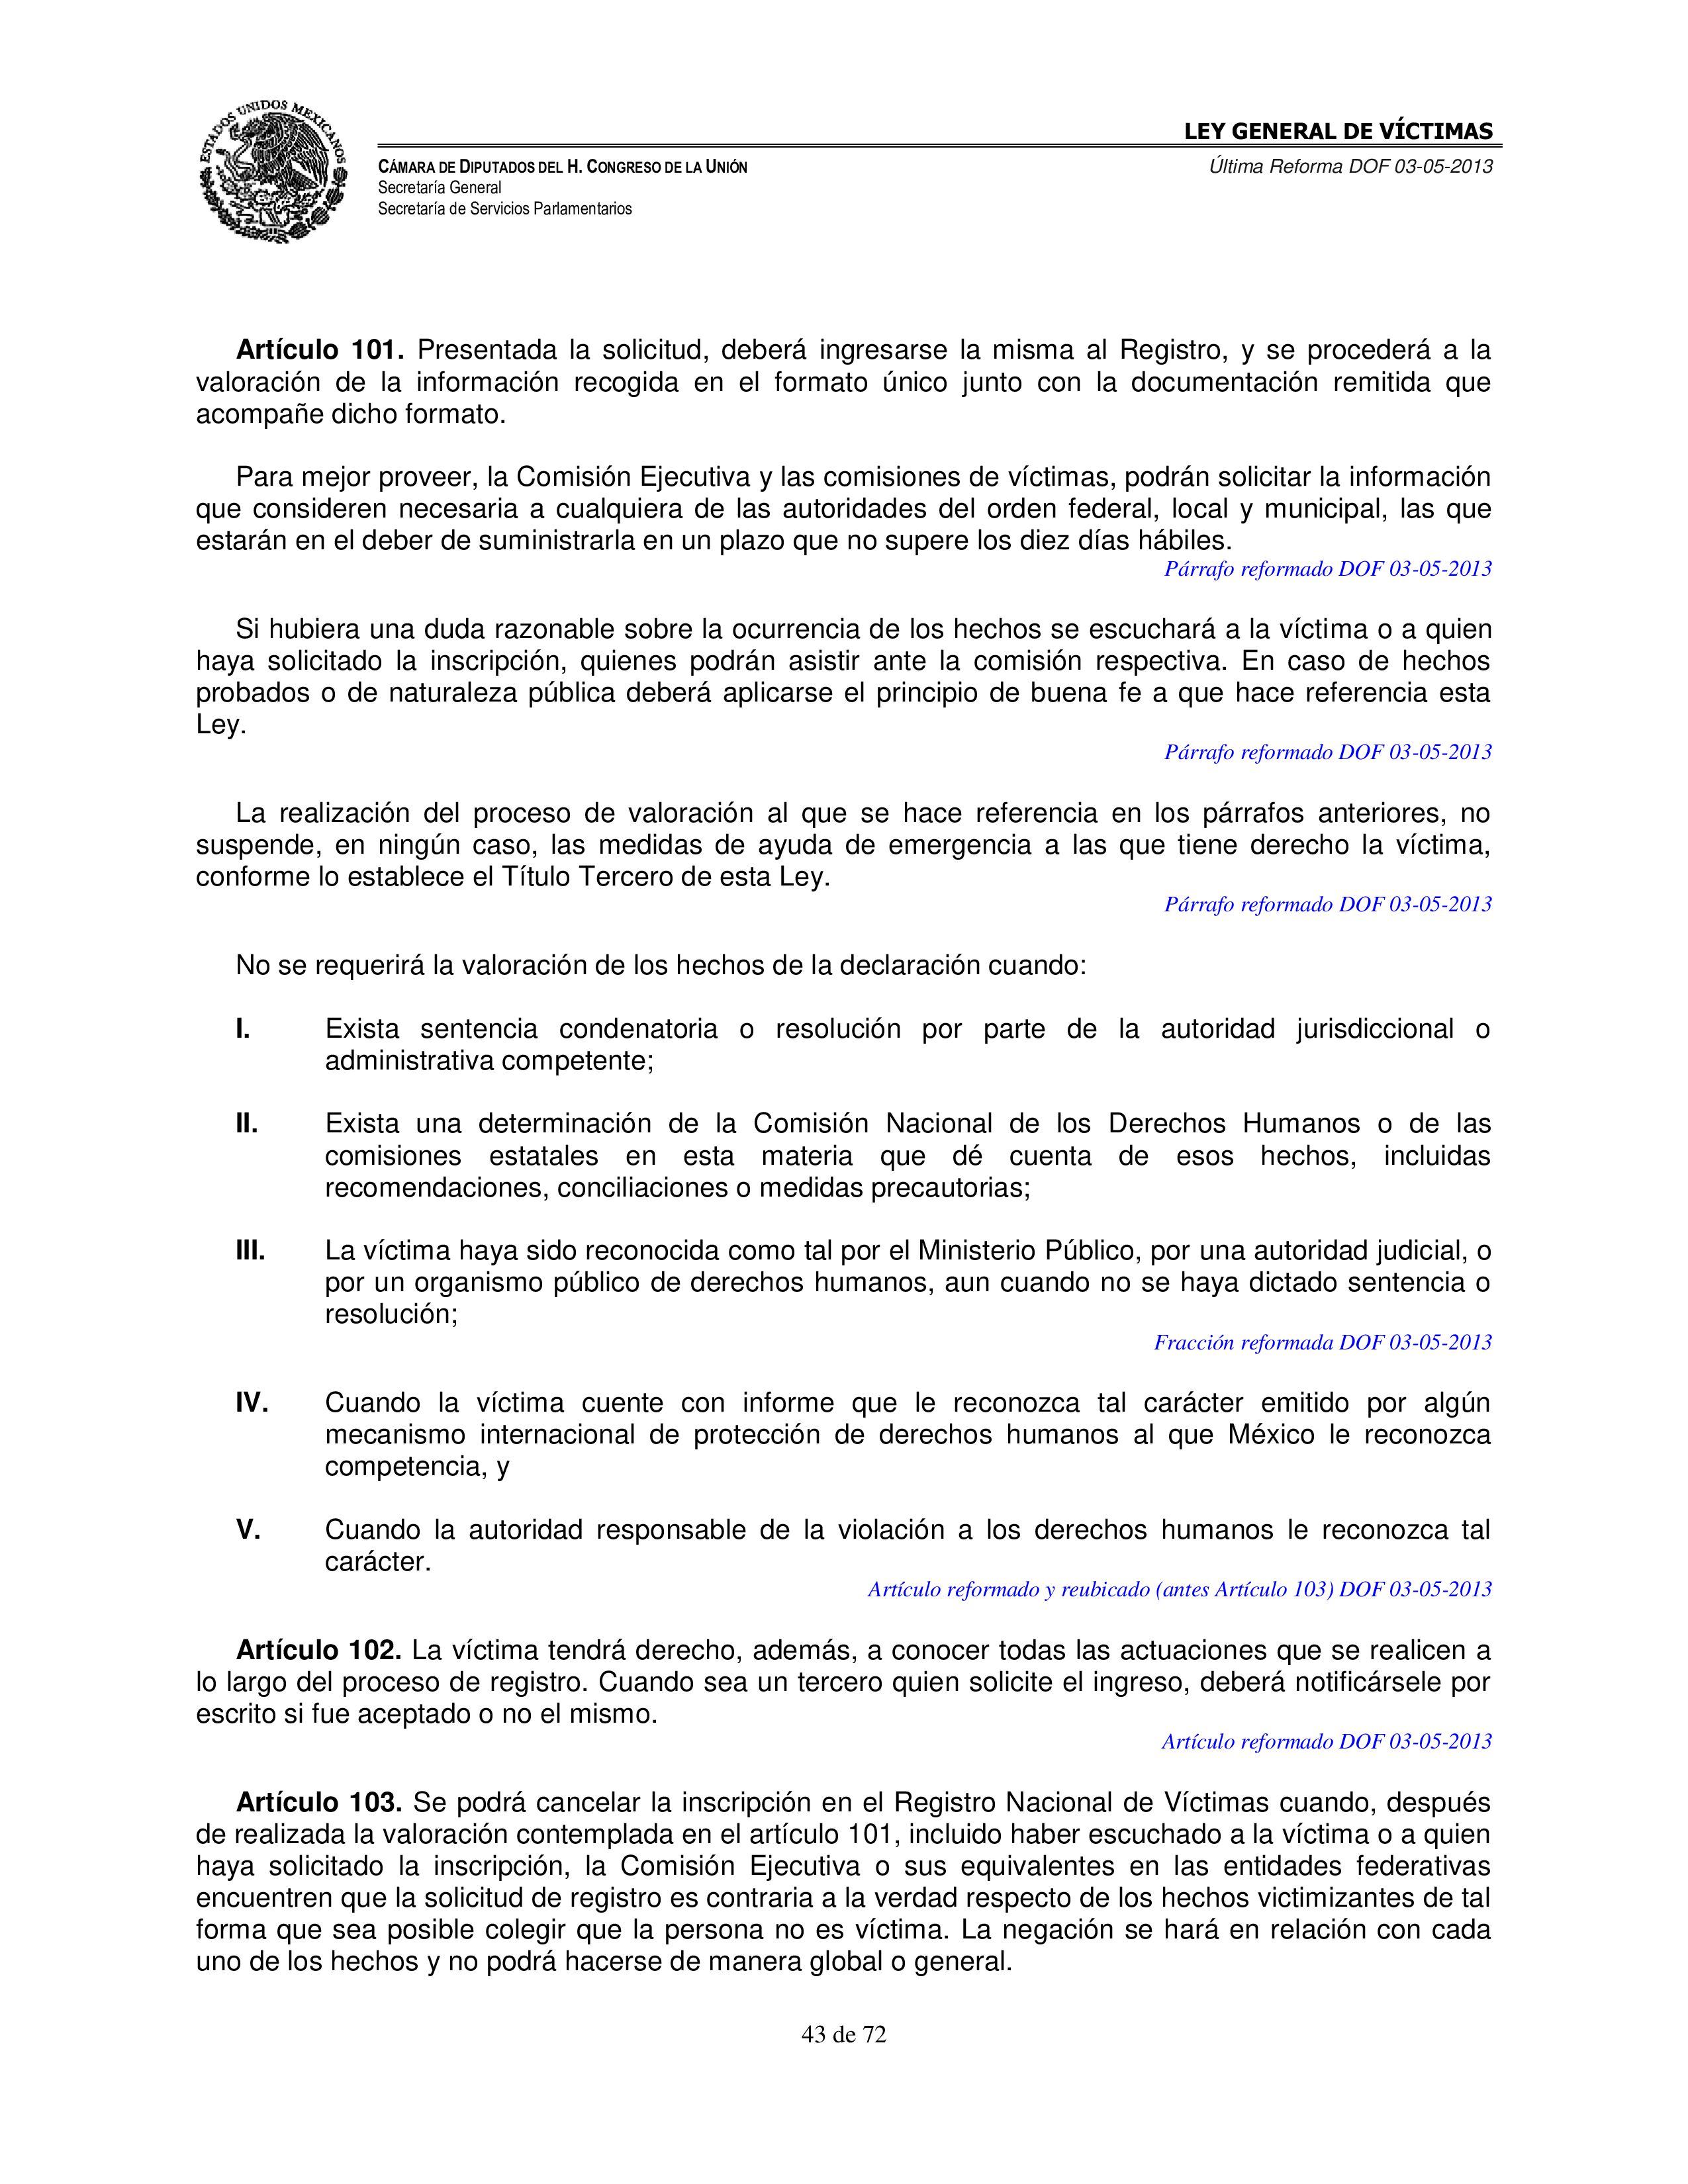 ESTADOS UNIDOS MEXICANOS
LEY GENERAL DE VÍCTIMAS
CÁMARA DE DIPUTADOS DEL H. CONGRESO DE LA UNIÓN
Última Reforma DOF 03-05-2013
Secretaría General
Secretaría de Servicios Parlamentarios
Artículo 101. Presentada la solicitud, deberá ingresarse la misma al Registro, y se procederá a la
valoración de la información recogida en el formato único junto con la documentación remitida que
acompañe dicho formato.
Para mejor proveer, la Comisión Ejecutiva y las comisiones de víctimas, podrán solicitar la información
que consideren necesaria a cualquiera de las autoridades del orden federal, local y municipal, las que
estarán en el deber de suministrarla en un plazo que no supere los diez días hábiles.
Párrafo reformado DOF 03-05-2013
Si hubiera una duda razonable sobre la ocurrencia de los hechos se escuchará a la víctima o a quien
haya solicitado la inscripción, quienes podrán asistir ante la comisión respectiva. En caso de hechos
probados o de naturaleza pública deberá aplicarse el principio de buena fe a que hace referencia esta
Ley.
Párrafo reformado DOF 03-05-2013
La realización del proceso de valoración al que se hace referencia en los párrafos anteriores, no
suspende, en ningún caso, las medidas de ayuda de emergencia a las que tiene derecho la víctima,
conforme lo establece el Título Tercero de esta Ley.
Párrafo reformado DOF 03-05-2013
No se requerirá la valoración de los hechos de la declaración cuando:
I. Exista sentencia condenatoria o resolución por parte de la autoridad jurisdiccional o
administrativa competente;
II. Exista una determinación de la Comisión Nacional de los Derechos Humanos o de las
comisiones estatales en esta materia que dé cuenta de esos hechos, incluidas
recomendaciones, conciliaciones o medidas precautorias;
III. La víctima haya sido reconocida como tal por el Ministerio Público, por una autoridad judicial, o
por un organismo público de derechos humanos, aun cuando no se haya dictado sentencia o
resolución;
Fracción reformada DOF 03-05-2013
IV. Cuando la víctima cuente con informe que le reconozca tal carácter emitido por algún
mecanismo internacional de protección de derechos humanos al que México le reconozca
competencia, y
V. Cuando la autoridad responsable de la violación a los derechos humanos le reconozca tal
carácter.
Artículo reformado y reubicado (antes Artículo 103) DOF 03-05-2013
Artículo 102. La víctima tendrá derecho, además, a conocer todas las actuaciones que se realicen a
lo largo del proceso de registro. Cuando sea un tercero quien solicite el ingreso, deberá notificársele por
escrito si fue aceptado o no el mismo.
Artículo reformado DOF 03-05-2013
Artículo 103. Se podrá cancelar la inscripción en el Registro Nacional de Víctimas cuando, después
de realizada la valoración contemplada en el artículo 101, incluido haber escuchado a la víctima o a quien
haya solicitado la inscripción, la Comisión Ejecutiva o sus equivalentes en las entidades federativas
encuentren que la solicitud de registro es contraria a la verdad respecto de los hechos victimizantes de tal
forma que sea posible colegir que la persona no es víctima. La negación se hará en relación con cada
uno de los hechos y no podrá hacerse de manera global o general.
43 de 72